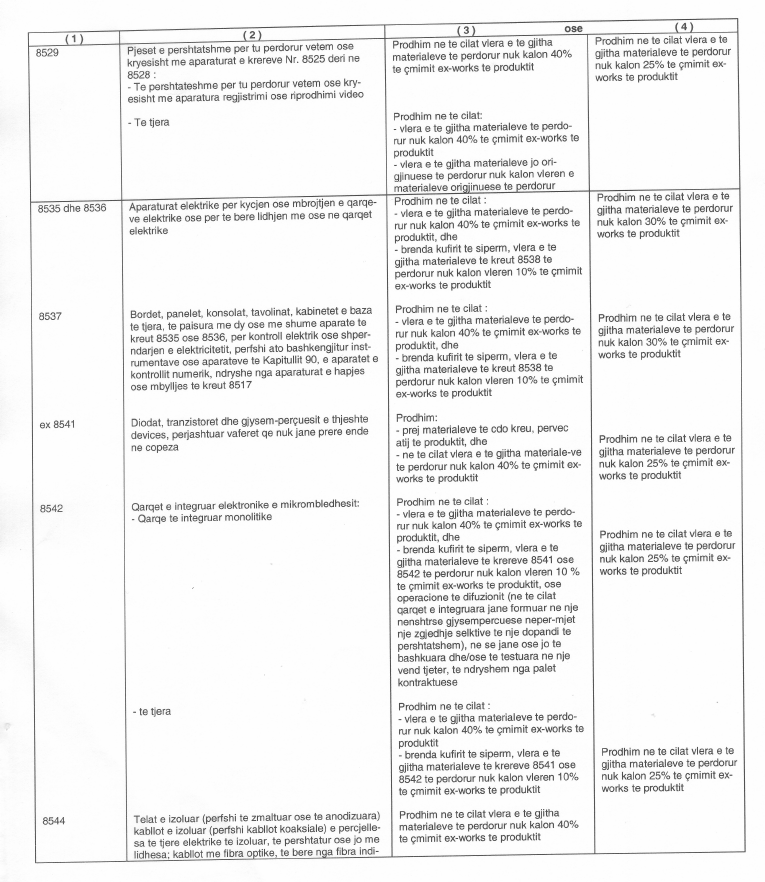 ( 1 ) ( 2 ) ( 3 ) ose ( 4 )
8529
Pjeset e pershtatshme per tu perdorur vetem ose
kryesisht me aparaturat e krereve Nr. 8525 deri ne
8528 :
- Te pershtateshme per tu perdorur vetem ose kry-
esisht me aparatura regjistrimi ose riprodhimi video
Prodhim ne te cilat vlera e te gjitha
materialeve te perdorur nuk kalon 40%
te çmimit ex-works te produktit
Prodhim ne te cilat vlera e te
gjitha materialeve te perdorur
nuk kalon 25% te çmimit ex-
works te produktit
- Te tjera
Prodhim ne te cilat:
- vlera e te gjitha materialeve te perdo-
rur nuk kalon 40% te çmimit ex-works te
produktit
- vlera e te gjitha materialeve jo ori-
gjinuese te perdorur nuk kalon vleren e
materialeve origjinuese te perdorur
8535 dhe 8536
Aparaturat elektrike per kycjen ose mbrojtjen e qarqe-
ve elektrike ose per te bere lidhjen me ose ne qarqet
elektrike
Prodhim ne te cilat :
- vlera e te gjitha materialeve te perdo-
rur nuk kalon 40% te çmimit ex-works te
produktit, dhe
- brenda kufirit te siperm, vlera e te
gjitha materialeve te kreut 8538 te
perdorur nuk kalon vleren 10% te çmimit
ex-works te produktit
Prodhim ne te cilat vlera e te
gjitha materialeve te perdorur
nuk kalon 30% te çmimit ex-
works te produktit
8537
Bordet, panelet, konsolat, tavolinat, kabinetet e baza
te tjera, te paisura me dy ose me shume aparate te
kreut 8535 ose 8536, per kontroll elektrik ose shper-
ndarjen e elektricitetit, perfshi ato bashkengjitur inst-
rumentave ose aparateve te Kapitullit 90, e aparatet e
kontrollit numerik, ndryshe nga aparaturat e hapjes
ose mbylljes te kreut 8517
Prodhim ne te cilat :
- vlera e te gjitha materialeve te perdo-
rur nuk kalon 40% te çmimit ex-works te
produktit, dhe
- brenda kufirit te siperm, vlera e te
gjitha materialeve te kreut 8538 te
perdorur nuk kalon vleren 10% te çmimit
ex-works te produktit
Prodhim ne te cilat vlera e te
gjitha materialeve te perdorur
nuk kalon 30% te çmimit ex-
works te produktit
ex 8541
Diodat, tranzistoret dhe gjysem-perçuesit e thjeshte
devices, perjashtuar vaferet qe nuk jane prere ende
ne copeza
Prodhim:
- prej materialeve te cdo kreu, pervec
atij te produktit, dhe
- ne te cilat vlera e te gjitha materiale-ve
te perdorur nuk kalon 40% te çmimit ex-
works te produktit
Prodhim ne te cilat vlera e te
gjitha materialeve te perdorur
nuk kalon 25% te çmimit ex-
works te produktit
8542
Qarqet e integruar elektronike e mikrombledhesit:
- Qarqe te integruar monolitike
Prodhim ne te cilat :
- vlera e te gjitha materialeve te perdo-
rur nuk kalon 40% te çmimit ex-works te
produktit, dhe
- brenda kufirit te siperm, vlera e te
gjitha materialeve te krereve 8541 ose
8542 te perdorur nuk kalon vleren 10 %
te çmimit ex-works te produktit, ose
operacione te difuzionit (ne te cilat
qarqet e integruara jane formuar ne nje
nenshtrse gjysempercuese neper-mjet
nje zgjedhje selktive te nje dopandi te
pershtatshem), ne se jane ose jo te
bashkuara dhe/ose te testuara ne nje
vend tjeter, te ndryshem nga palet
kontraktuese
Prodhim ne te cilat vlera e te
gjitha materialeve te perdorur
nuk kalon 25% te çmimit ex-
works te produktit
- te tjera
Prodhim ne te cilat :
- vlera e te gjitha materialeve te perdo-
rur nuk kalon 40% te çmimit ex-works te
produktit
- brenda kufirit te siperm, vlera e te
gjitha materialeve te krereve 8541 ose
8542 te perdorur nuk kalon vleren 10%
te çmimit ex-works te produktit
Prodhim ne te cilat vlera e te
gjitha materialeve te perdorur
nuk kalon 25% te çmimit ex-
works te produktit
8544
Telat e izoluar (perfshi te zmaltuar ose te anodizuara)
kabllot e izoluar (perfshi kabllot koaksiale) e percjelle-
sa te tjere elektrike te izoluar, te pershtatur ose jo me
lidhesa; kabllot me fibra optike, te bere nga fibra indi-
Prodhim ne te cilat vlera e te gjitha
materialeve te perdorur nuk kalon 40%
te çmimit ex-works te produktit